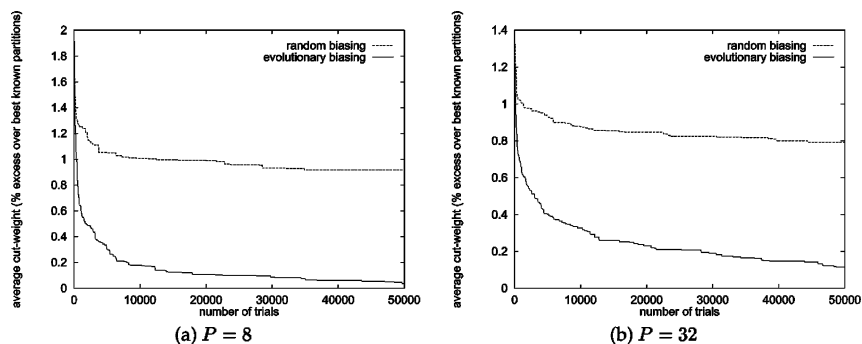 2
1.8
1.6
1.4
1.2
1
0.8
0.6
0.4
0.2
0
average cut-weight (% excess over best known partitions)
random biasing
evolutionary biasing
0 10000 20000 30000 40000 50000
number of trials
(a) P = 8
1.4
1.2
1
0.8
0.6
0.4
0.2
0
average cut-weight (% excess over best known partitions)
random biasing
evolutionary biasing
0 10000 20000 30000 40000 50000
number of trials
(b) P = 32